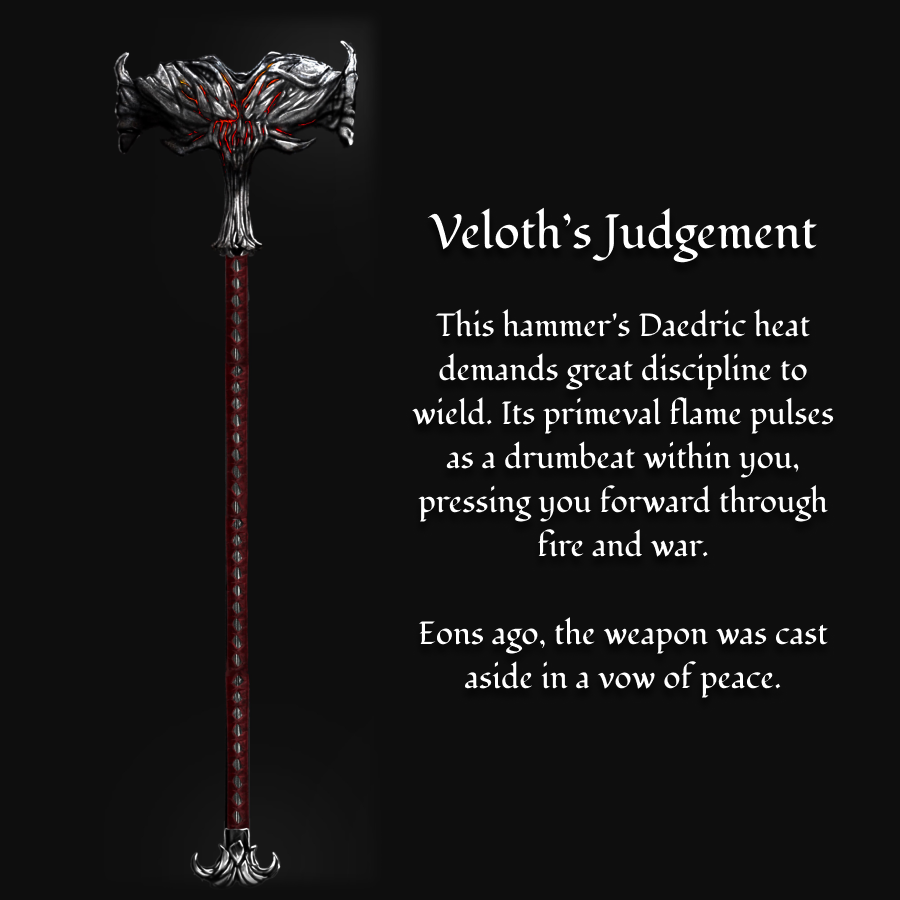 Veloth's Judgement
This hammer's Daedric heat
demands great discipline to
wield. Its primeval flame pulses
as a drumbeat within you,
pressing you forward through
fire and war.
Eons ago, the weapon was cast
aside in a vow of peace.